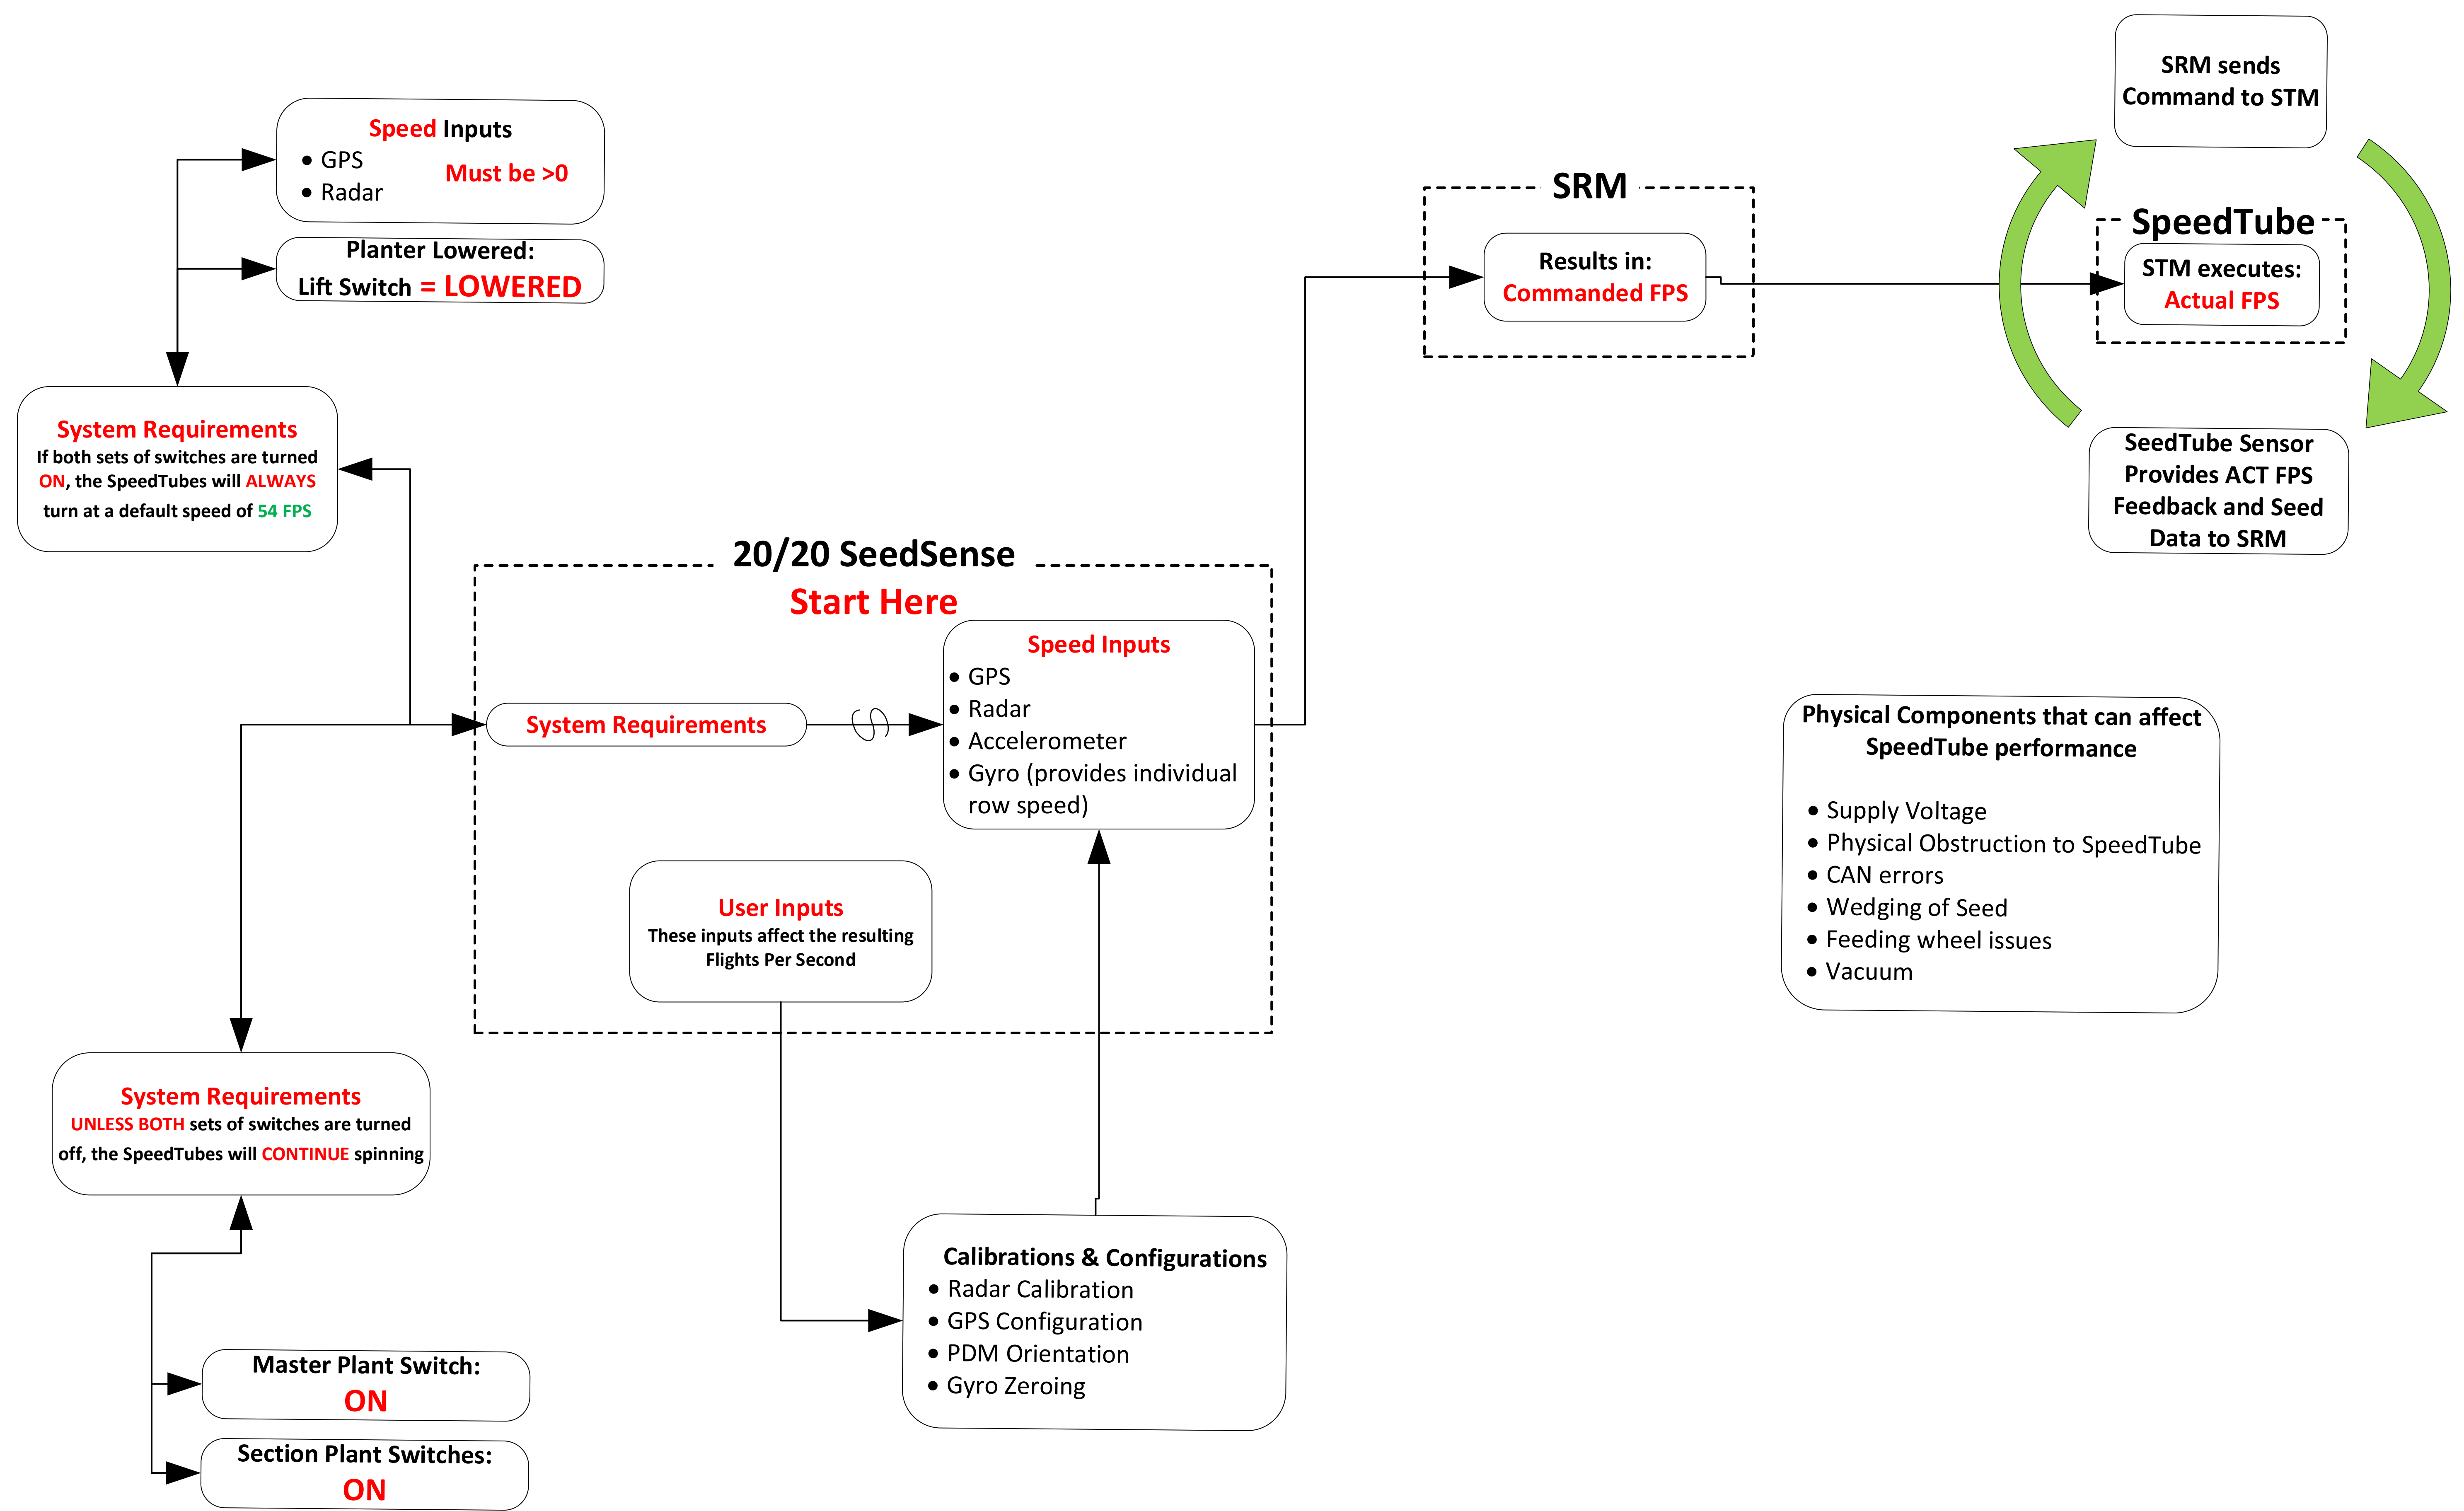 SRM sends
Command to STM
Speed Inputs
• GPS
Must be >0
• Radar
Planter Lowered:
Lift Switch = LOWERED
SRM
Results in:
Commanded FPS
SpeedTube
STM executes:
Actual FPS
System Requirements
If both sets of switches are turned
ON, the SpeedTubes will ALWAYS
turn at a default speed of 54 FPS
SeedTube Sensor
Provides ACT FPS
Feedback and Seed
Data to SRM
20/20 SeedSense
Start Here
System Requirements
Speed Inputs
• GPS
• Radar
• Accelerometer
• Gyro (provides individual
row speed)
User Inputs
These inputs affect the resulting
Flights Per Second
Physical Components that can affect
SpeedTube performance
• Supply Voltage
• Physical Obstruction to SpeedTube
• CAN errors
• Wedging of Seed
• Feeding wheel issues
• Vacuum
System Requirements
UNLESS BOTH sets of switches are turned
off, the SpeedTubes will CONTINUE spinning
Calibrations & Configurations
• Radar Calibration
• GPS Configuration
• PDM Orientation
• Gyro Zeroing
Master Plant Switch:
ON
Section Plant Switches:
ON